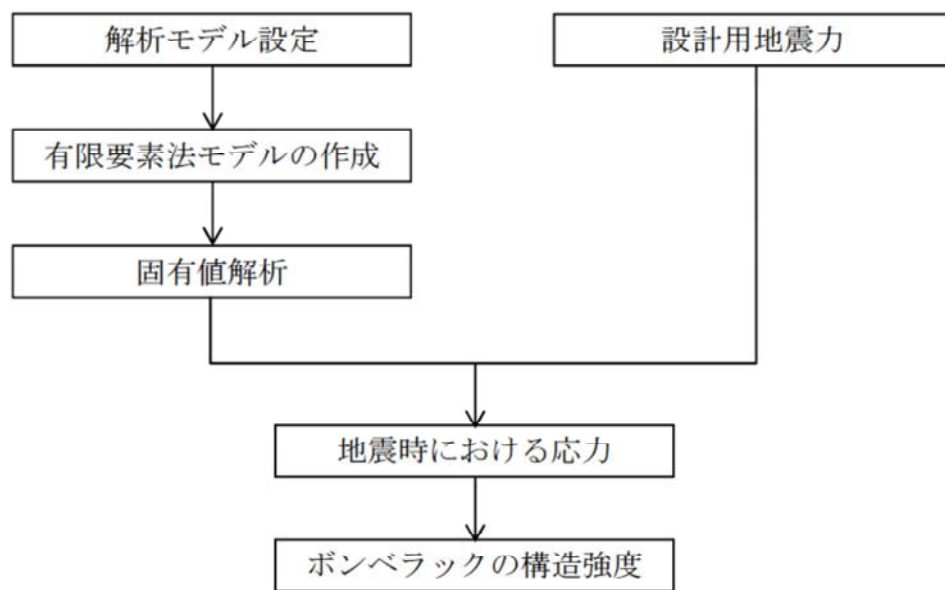 解析モデル設定
設計用地震力
有限要素法モデルの作成
固有値解析
地震時における応力
ボンベラックの構造強度